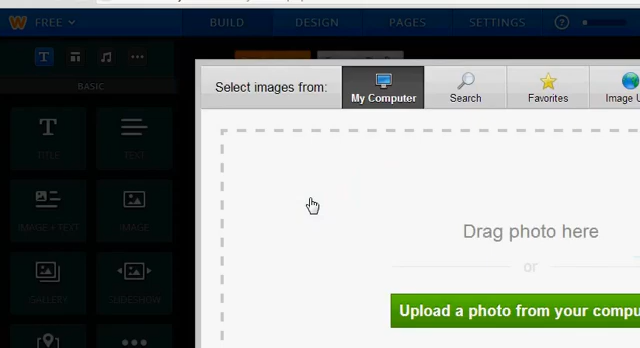 FREE BUILD DESIGN PAGES SETTINGS ?
T
BASIC
Select images from: My Computer Search Favorites Image U
T
TITLE TEXT
IMAGE + TEXT IMAGE
Drag photo here
or
GALLERY SLIDESHOW
Upload a photo from your compu